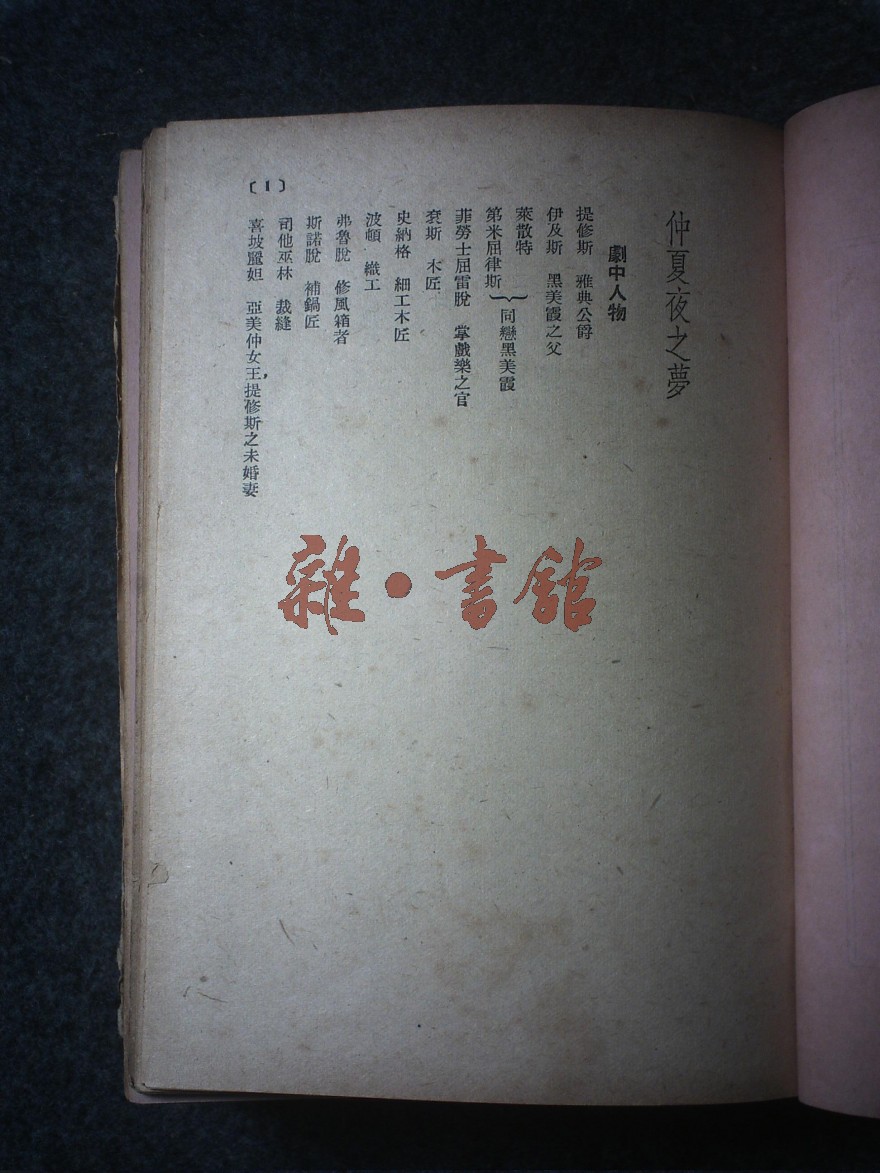 仲夏夜之夢
劇中人物
提修斯 雅典公爵
伊及斯 黑美霞之父
萊散特
第米屈律斯 } 同戀黑美霞
菲勞士屈雷脫 掌戲樂之官
袞斯 木匠
史納格 細工木匠
波頓 織工
弗魯脫 修風箱者
斯諾脫 補鍋匠
司他巫林 裁縫
喜坡麗妲 亞美仲女王,提修斯之未婚妻
〔1〕
雜·書館